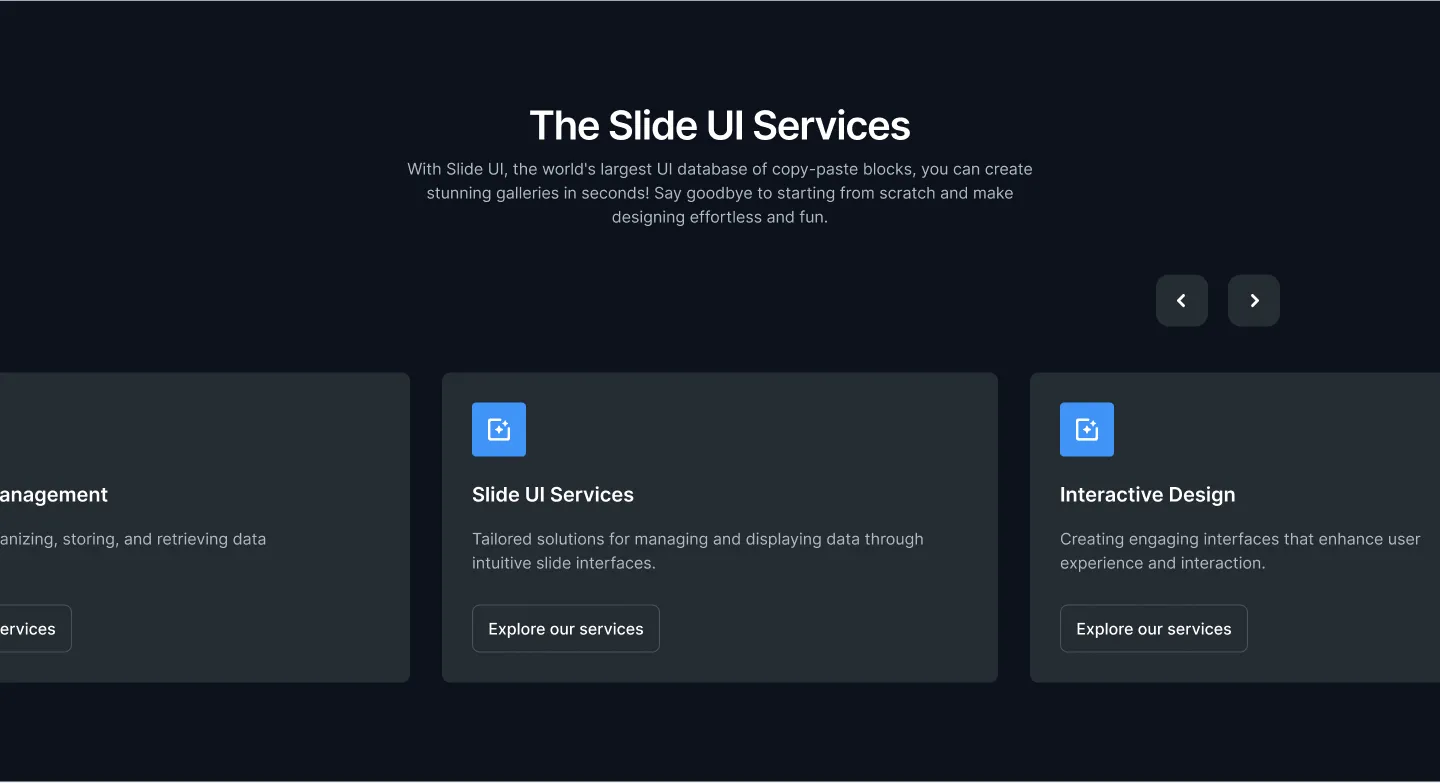 The Slide UI Services
With Slide UI, the world's largest UI database of copy-paste blocks, you can create
stunning galleries in seconds! Say goodbye to starting from scratch and make
designing effortless and fun.
anagement
anizing, storing, and retrieving data
ervices
Slide UI Services
Tailored solutions for managing and displaying data through
intuitive slide interfaces.
Explore our services
Interactive Design
Creating engaging interfaces that enhance user
experience and interaction.
Explore our services